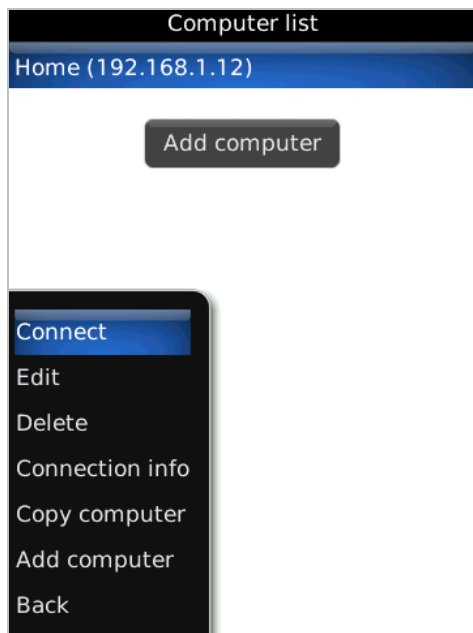 Computer list
Home (192.168.1.12)
Add computer
Connect
Edit
Delete
Connection info
Copy computer
Add computer
Back